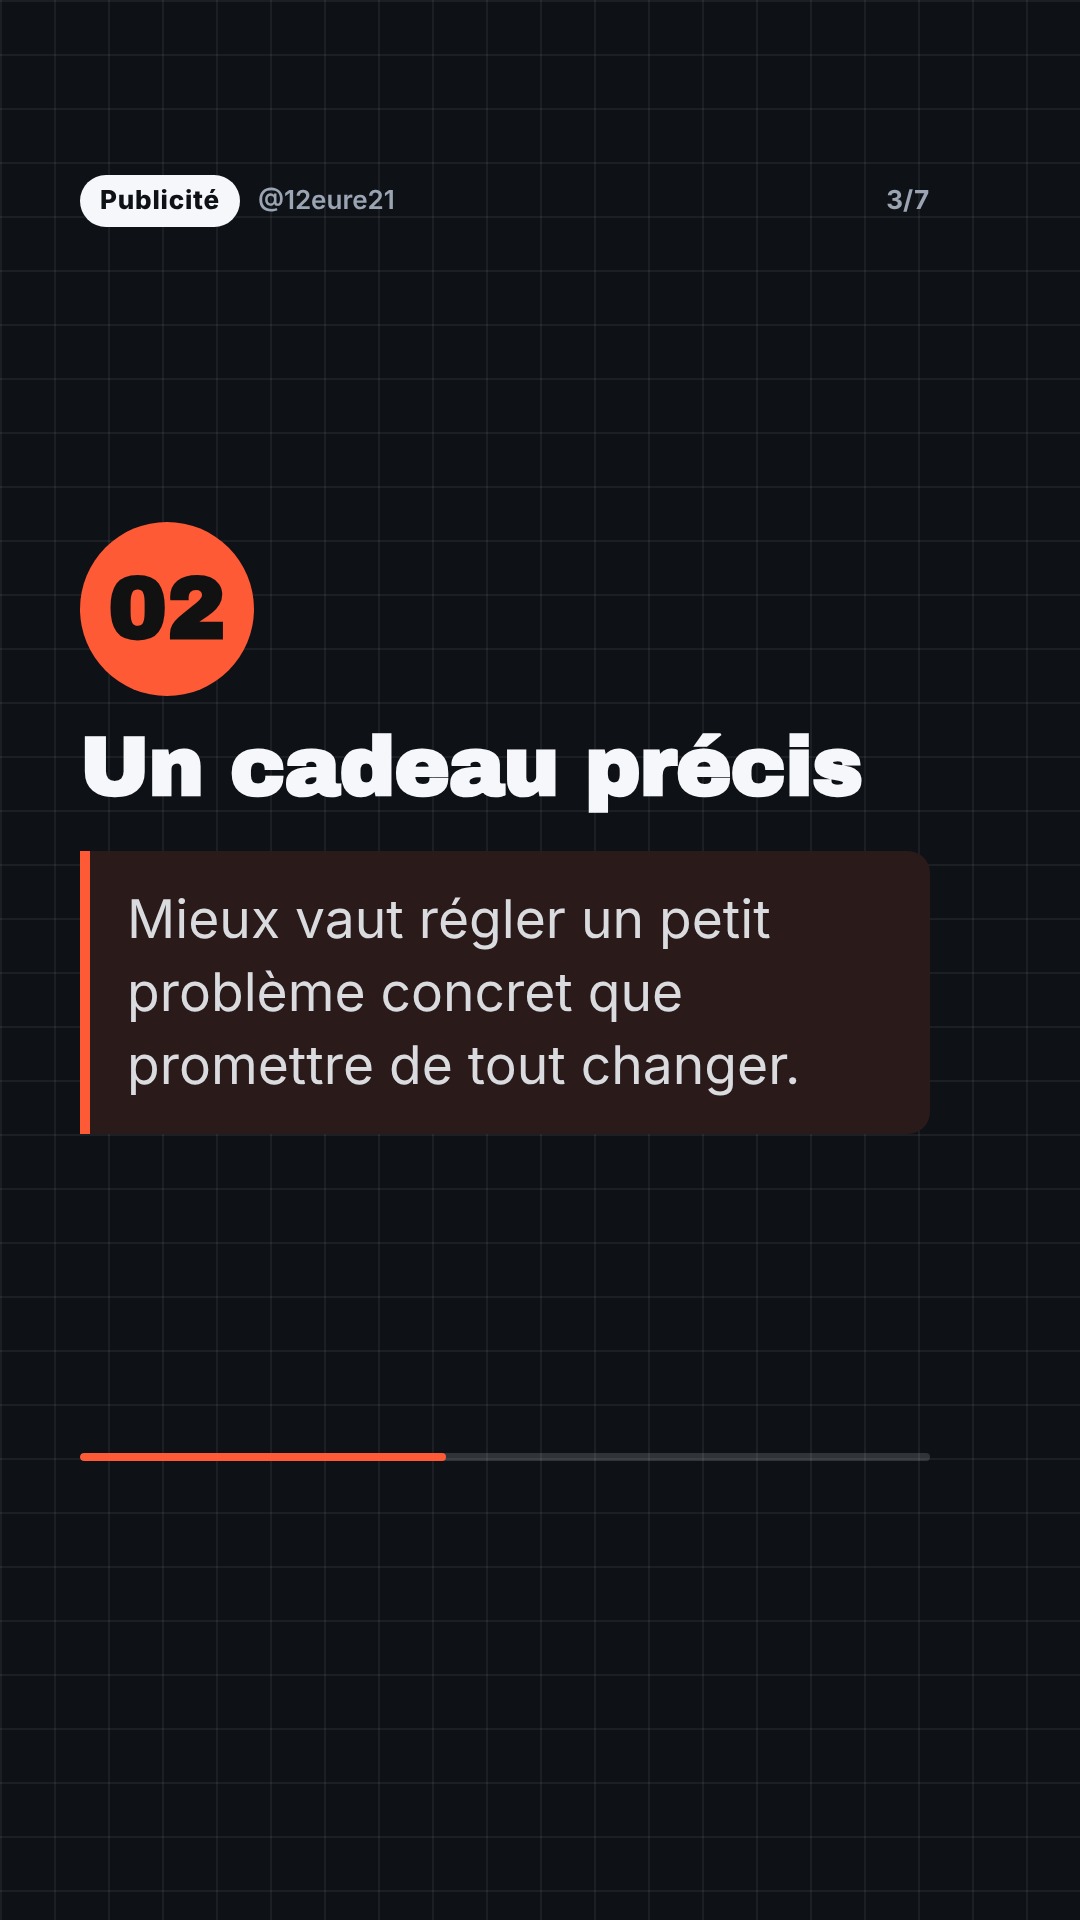 Publicité @12eure21 3/7
02
Un cadeau précis
Mieux vaut régler un petit
problème concret que
promettre de tout changer.